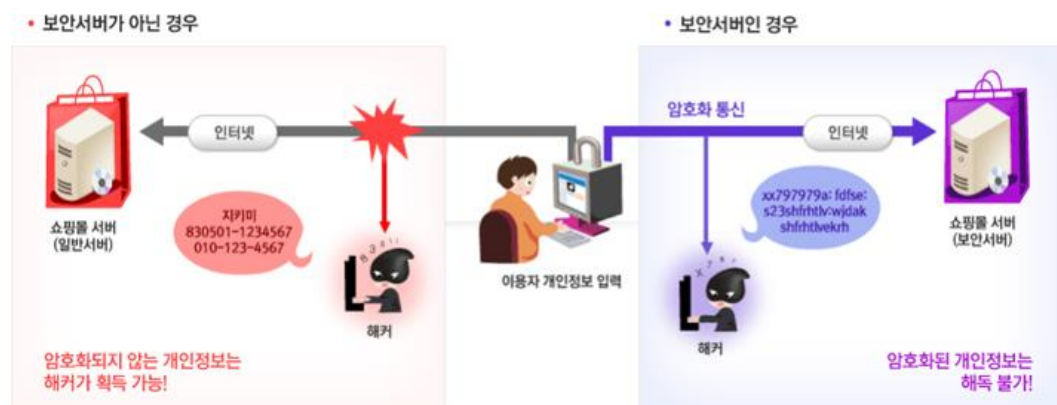 • 보안서버가 아닌 경우
인터넷
쇼핑몰 서버
(일반서버)
지키미
830501-1234567
010-123-4567
해커
암호화되지 않는 개인정보는
해커가 획득 가능!
이용자 개인정보 입력
• 보안서버인 경우
암호화 통신
인터넷
xx797979a: fdfse:
s23shfrhtlv:wjdak
shfrhtlvekrh
쇼핑몰 서버
(보안서버)
X 7 9 7
해커
암호화된 개인정보는
해독 불가!